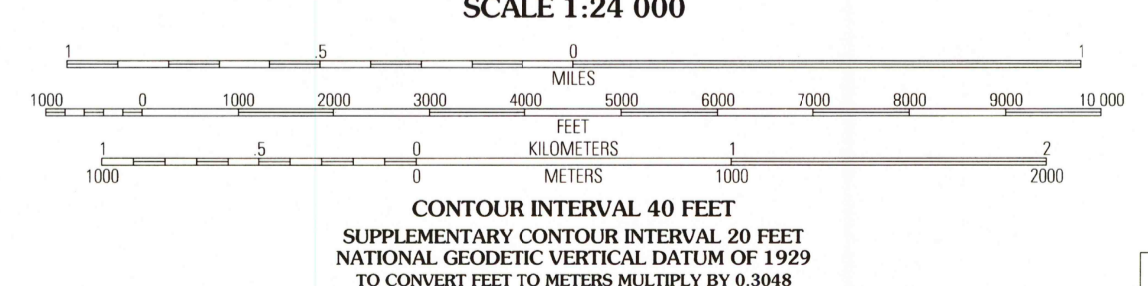 SCALE 1:24 000
1 .5 0 1
MILES
1000 0 1000 2000 3000 4000 5000 6000 7000 8000 9000 10 000
FEET
1 .5 0 KILOMETERS 1 2
1000 0 METERS 1000 2000
CONTOUR INTERVAL 40 FEET
SUPPLEMENTARY CONTOUR INTERVAL 20 FEET
NATIONAL GEODETIC VERTICAL DATUM OF 1929
TO CONVERT FEET TO METERS MULTIPLY BY 0.3048